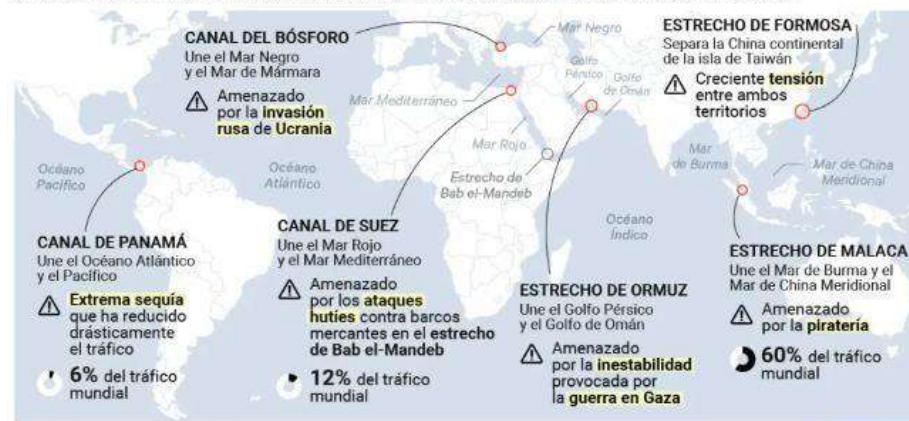 CANAL DEL BÓSFORO
Une el Mar Negro
y el Mar de Mármara
Amenazado
por la invasión
rusa de Ucrania
Mar Negro
ESTRECHO DE FORMOSA
Separa la China continental
de la isla de Taiwán
Creciente tensión
entre ambos
territorios
Golfo
Pérsico
Golfo
de Omán
Mar Mediterráneo
Mar Rojo
Estrecho de
Bab el-Mandeb
Mar
de Burma
Mar de China
Meridional
Océano
Pacífico
Océano
Atlántico
Océano
Índico
CANAL DE PANAMÁ
Une el Océano Atlántico
y el Pacífico
Extrema sequía
que ha reducido
drásticamente
el tráfico
6% del tráfico
mundial
CANAL DE SUEZ
Une el Mar Rojo
y el Mar Mediterráneo
Amenazado
por los ataques
hutíes contra barcos
mercantes en el estrecho
de Bab el-Mandeb
12% del tráfico
mundial
ESTRECHO DE ORMUZ
Une el Golfo Pérsico
y el Golfo de Omán
Amenazado
por la inestabilidad
provocada por
la guerra en Gaza
ESTRECHO DE MALACA
Une el Mar de Burma y el
Mar de China Meridional
Amenazado
por la piratería
60% del tráfico
mundial